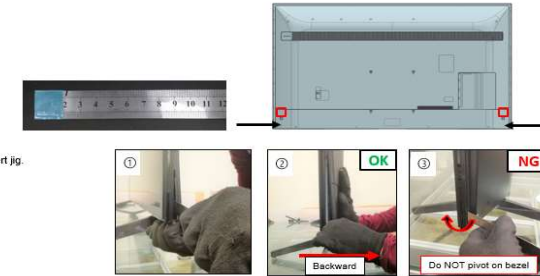 1 2 3 4 5 6 7 8 9 10 11 12
rt jig.
①
②
OK
③
NG
Backward
Do NOT pivot on bezel